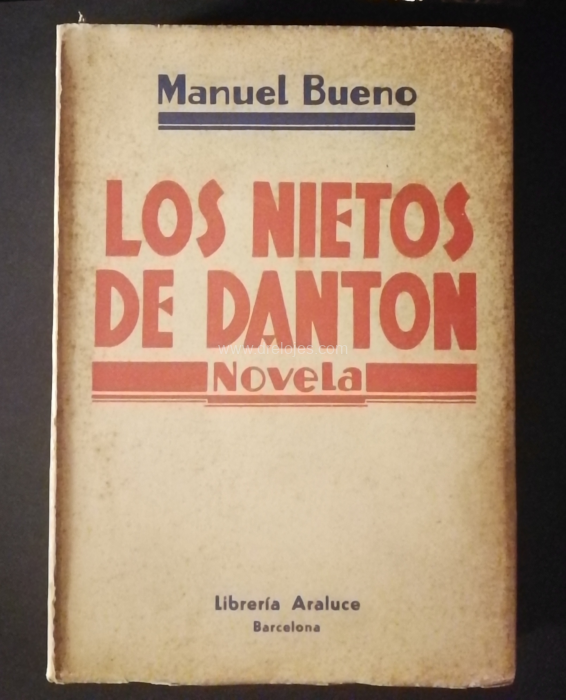 Manuel Bueno
LOS NIETOS
DE DANTON
Novela
Librería Araluce
Barcelona